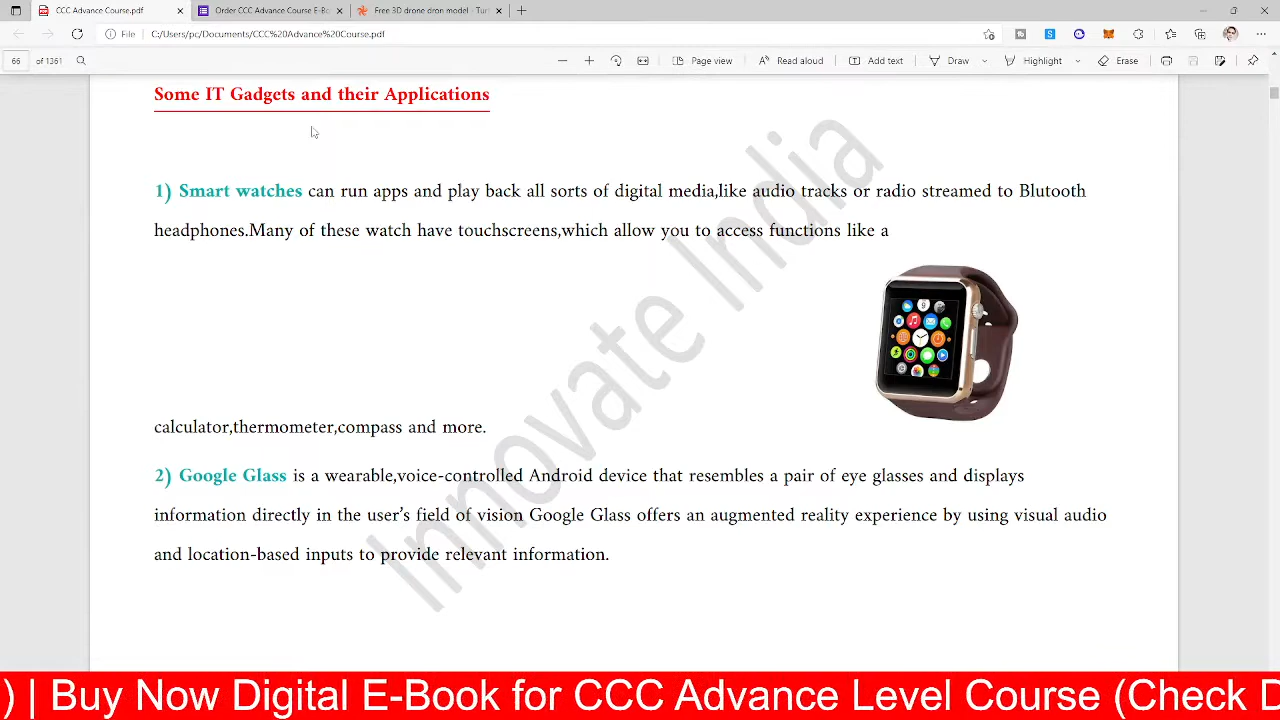 CCC Advance Course.pdf
Order CCC Advance Course E-B
Free 3D drone dron model - Tur
File
C:/Users/pc/Documents/CCC%20Advance%20Course.pdf
66 of 1361
Page view
Read aloud
Add text
Draw
Highlight
Erase
Some IT Gadgets and their Applications
1) Smart watches can run apps and play back all sorts of digital media,like audio tracks or radio streamed to Blutooth
headphones.Many of these watch have touchscreens,which allow you to access functions like a
calculator,thermometer,compass and more.
2) Google Glass is a wearable,voice-controlled Android device that resembles a pair of eye glasses and displays
information directly in the user's field of vision Google Glass offers an augmented reality experience by using visual audio
and location-based inputs to provide relevant information.
Innovate India
) | Buy Now Digital E-Book for CCC Advance Level Course (Check D